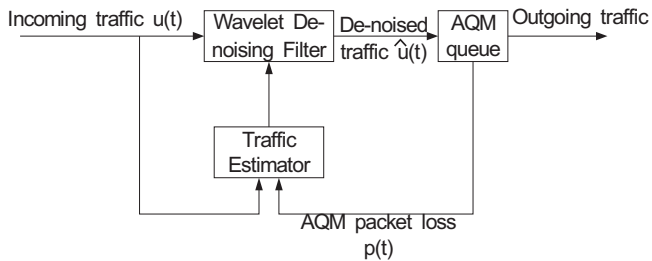 Incoming traffic u(t)
Wavelet De-
noising Filter
De-noised
traffic û(t)
AQM
queue
Outgoing traffic
Traffic
Estimator
AQM packet loss
p(t)